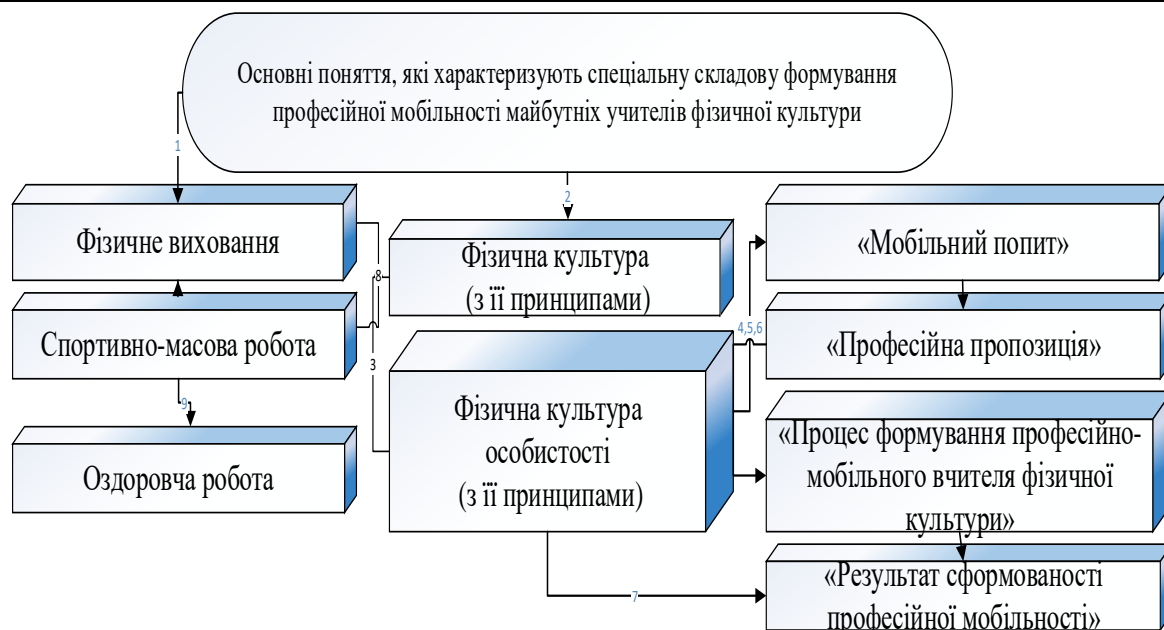 Основні поняття, які характеризують спеціальну складову формування
професійної мобільності майбутніх учителів фізичної культури
1
2
Фізичне виховання
Фізична культура
(з її принципами)
«Мобільний попит»
8
4,5,6
Спортивно-масова робота
«Професійна пропозиція»
3
9
Фізична культура
особистості
(з її принципами)
«Процес формування професійно-
мобільного вчителя фізичної
культури»
Оздоровча робота
7
«Результат сформованості
професійної мобільності»